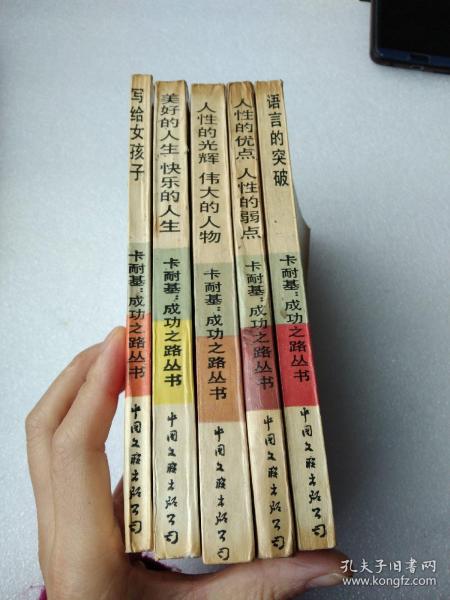 写给女孩子
卡耐基:成功之路丛书
中国文联出版公司
美好的人生 快乐的人生
卡耐基:成功之路丛书
中国文联出版公司
人性的光辉 伟大的人物
卡耐基:成功之路丛书
中国文联出版公司
人性的优点 人性的弱点
卡耐基:成功之路丛书
中国文联出版公司
语言的突破
卡耐基:成功之路丛书
中国文联出版公司
孔夫子旧书网
www.kongfz.com